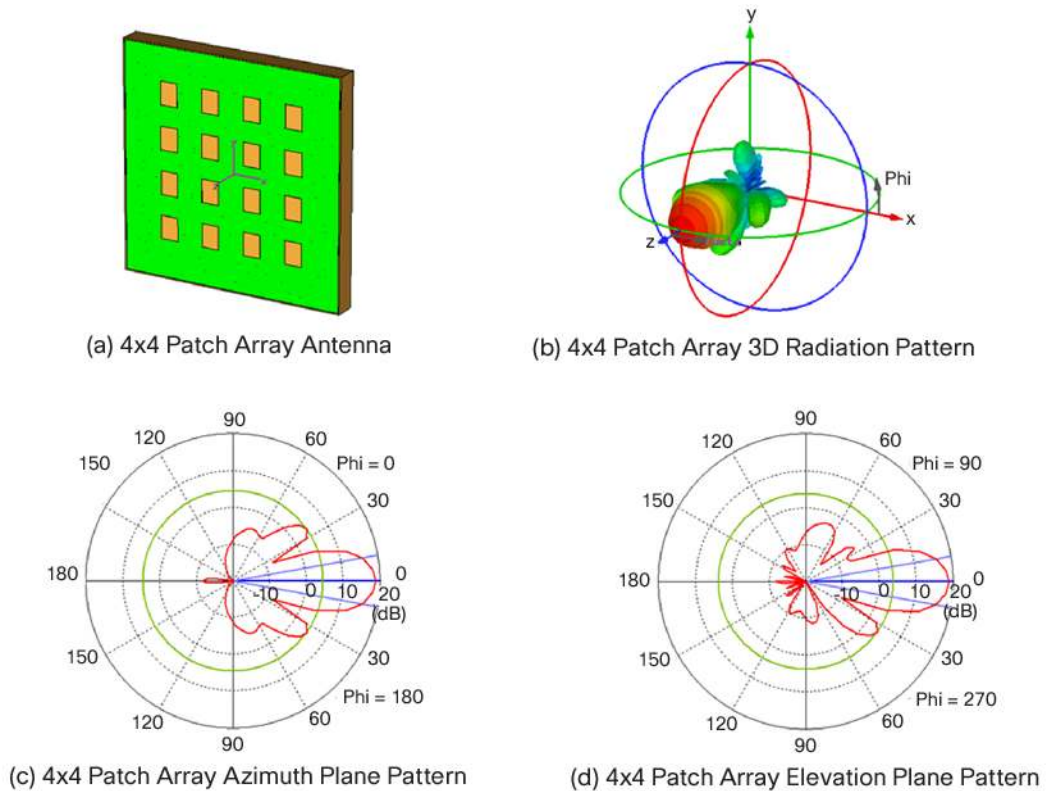 y
Phi
x
z
(a) 4x4 Patch Array Antenna
(b) 4x4 Patch Array 3D Radiation Pattern
90
120
60
Phi = 0
150
30
180
-10 0 10 20
0
(dB)
150
30
Phi = 180
120
60
90
90
120
60
Phi = 90
150
30
180
-10 0 10 20
0
(dB)
150
30
Phi = 270
120
60
90
(c) 4x4 Patch Array Azimuth Plane Pattern
(d) 4x4 Patch Array Elevation Plane Pattern